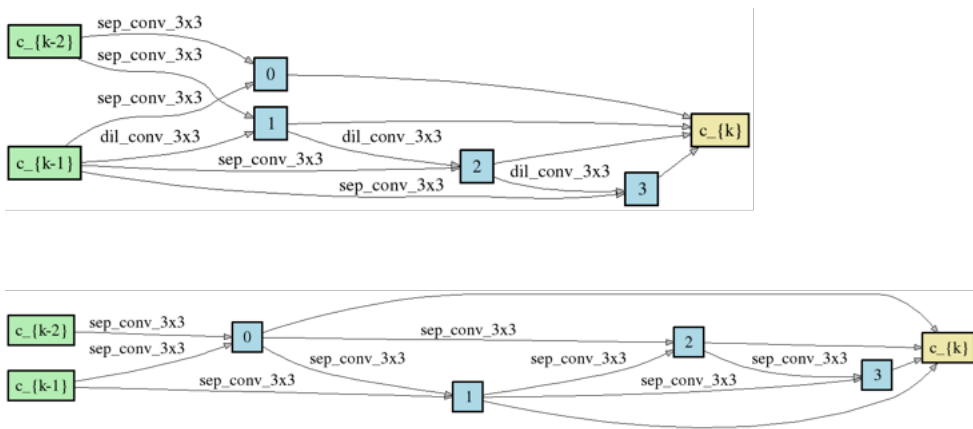 sep_conv_3x3
c_{k-2}
sep_conv_3x3
0
sep_conv_3x3
1
c_{k}
dil_conv_3x3
dil_conv_3x3
c_{k-1}
sep_conv_3x3
2
dil_conv_3x3
sep_conv_3x3
3
c_{k-2}
sep_conv_3x3
0
sep_conv_3x3
2
c_{k}
sep_conv_3x3
sep_conv_3x3
sep_conv_3x3
sep_conv_3x3
3
c_{k-1}
sep_conv_3x3
1
sep_conv_3x3